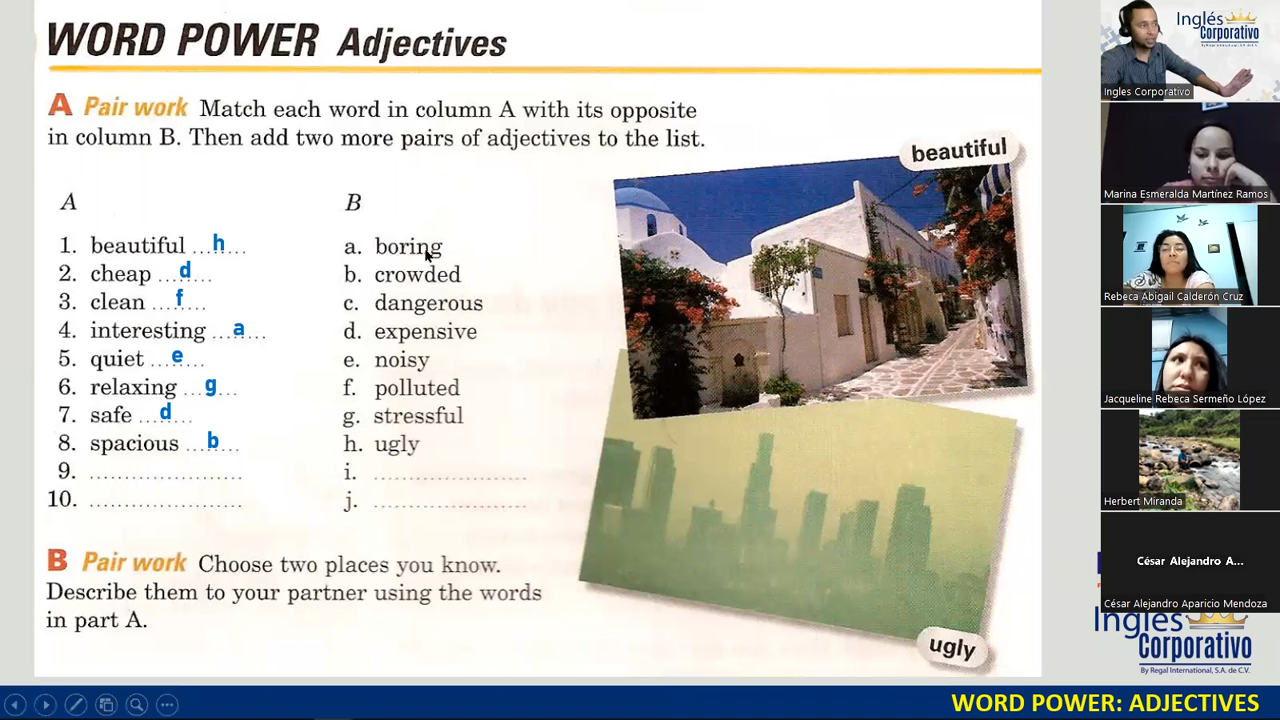 WORD POWER Adjectives
A Pair work Match each word in column A with its opposite
in column B. Then add two more pairs of adjectives to the list.
A
1. beautiful ...h......
2. cheap ...d......
3. clean ...f......
4. interesting ...a......
5. quiet ...e......
6. relaxing ...g......
7. safe ...d......
8. spacious ...b......
9. ........................
10. ........................
B
a. boring
b. crowded
c. dangerous
d. expensive
e. noisy
f. polluted
g. stressful
h. ugly
i. ........................
j. ........................
beautiful
ugly
B Pair work Choose two places you know.
Describe them to your partner using the words
in part A.
Inglés
Corporativo
By Regal International, S.A. de C.V.
Ingles Corporativo
Marina Esmeralda Martínez Ramos
Rebeca Abigail Calderón Cruz
Jacqueline Rebeca Sermeño López
Herbert Miranda
César Alejandro A...
César Alejandro Aparicio Mendoza
Inglés
Corporativo
By Regal International, S.A. de C.V.
WORD POWER: ADJECTIVES